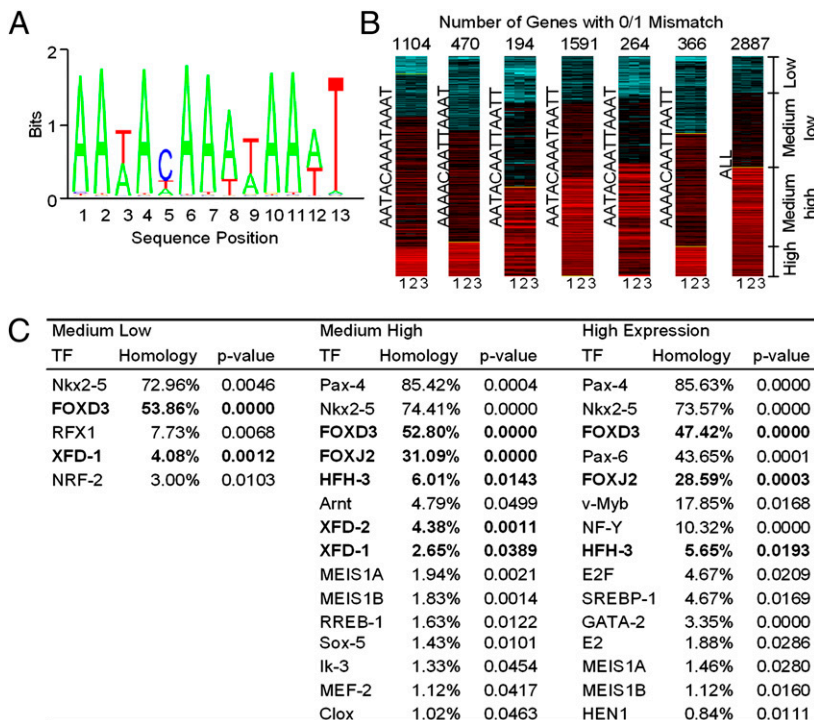 A
2
Bits
1
0
1 2 3 4 5 6 7 8 9 10 11 12 13
Sequence Position
AATACAAATAAAT
B
Number of Genes with 0/1 Mismatch
1104 470 194 1591 264 366 2887
AATACAAATAAAT
AAAACAATAAAT
AATACAATTAATT
AATACAAATAAAT
AATACAATTAATT
AAAACAAATAAAT
ALL
123 123 123 123 123 123 123
Low
Medium low
Medium high
High
C
Medium Low Medium High High Expression
TF Homology p-value TF Homology p-value TF Homology p-value
Nkx2-5 72.96% 0.0046 Pax-4 85.42% 0.0004 Pax-4 85.63% 0.0000
FOXD3 53.86% 0.0000 Nkx2-5 74.41% 0.0000 Nkx2-5 73.57% 0.0000
RFX1 7.73% 0.0068 FOXD3 52.80% 0.0000 FOXD3 47.42% 0.0000
XFD-1 4.08% 0.0012 FOXJ2 31.09% 0.0000 Pax-6 43.65% 0.0001
NRF-2 3.00% 0.0103 HFH-3 6.01% 0.0143 FOXJ2 28.59% 0.0003
Arnt 4.79% 0.0499 v-Myb 17.85% 0.0168
XFD-2 4.38% 0.0011 NF-Y 10.32% 0.0000
XFD-1 2.65% 0.0389 HFH-3 5.65% 0.0193
MEIS1A 1.94% 0.0021 E2F 4.67% 0.0209
MEIS1B 1.83% 0.0014 SREBP-1 4.67% 0.0169
RREB-1 1.63% 0.0122 GATA-2 3.35% 0.0000
Sox-5 1.43% 0.0101 E2 1.88% 0.0286
Ik-3 1.33% 0.0454 MEIS1A 1.46% 0.0280
MEF-2 1.12% 0.0417 MEIS1B 1.12% 0.0160
Clox 1.02% 0.0463 HEN1 0.84% 0.0111